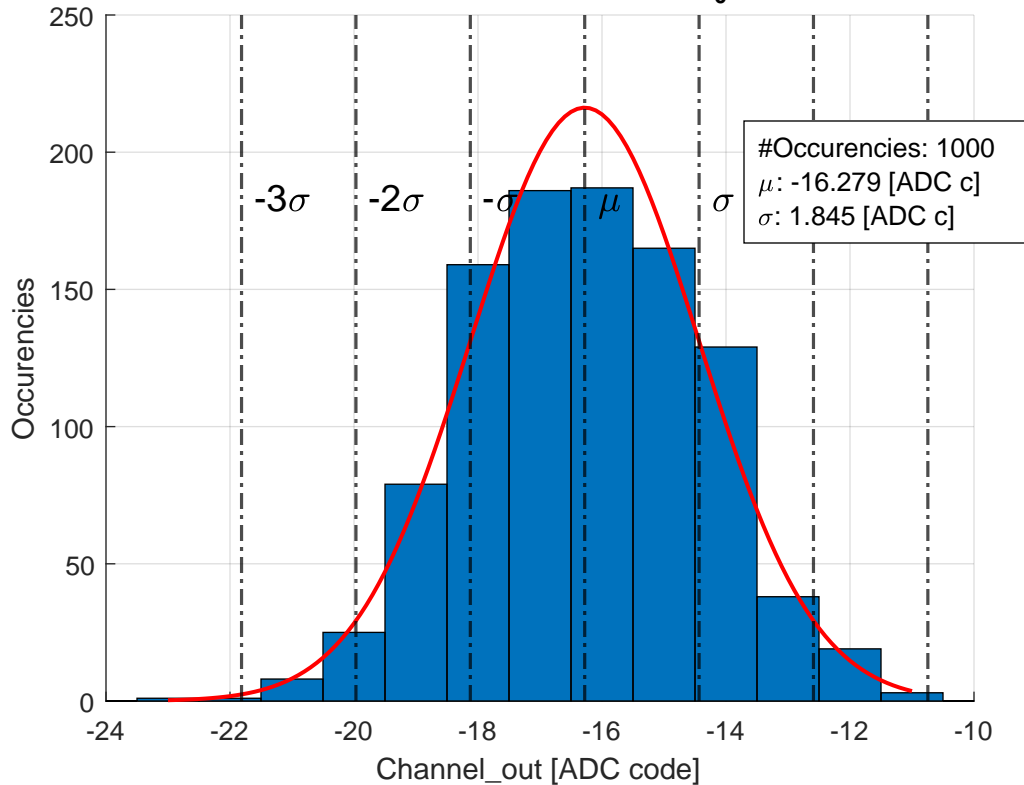 250
200
150
100
50
0
Occurencies
-3σ
-2σ
-σ
μ
σ
#Occurencies: 1000
μ: -16.279 [ADC c]
σ: 1.845 [ADC c]
-24
-22
-20
-18
-16
-14
-12
-10
Channel_out [ADC code]